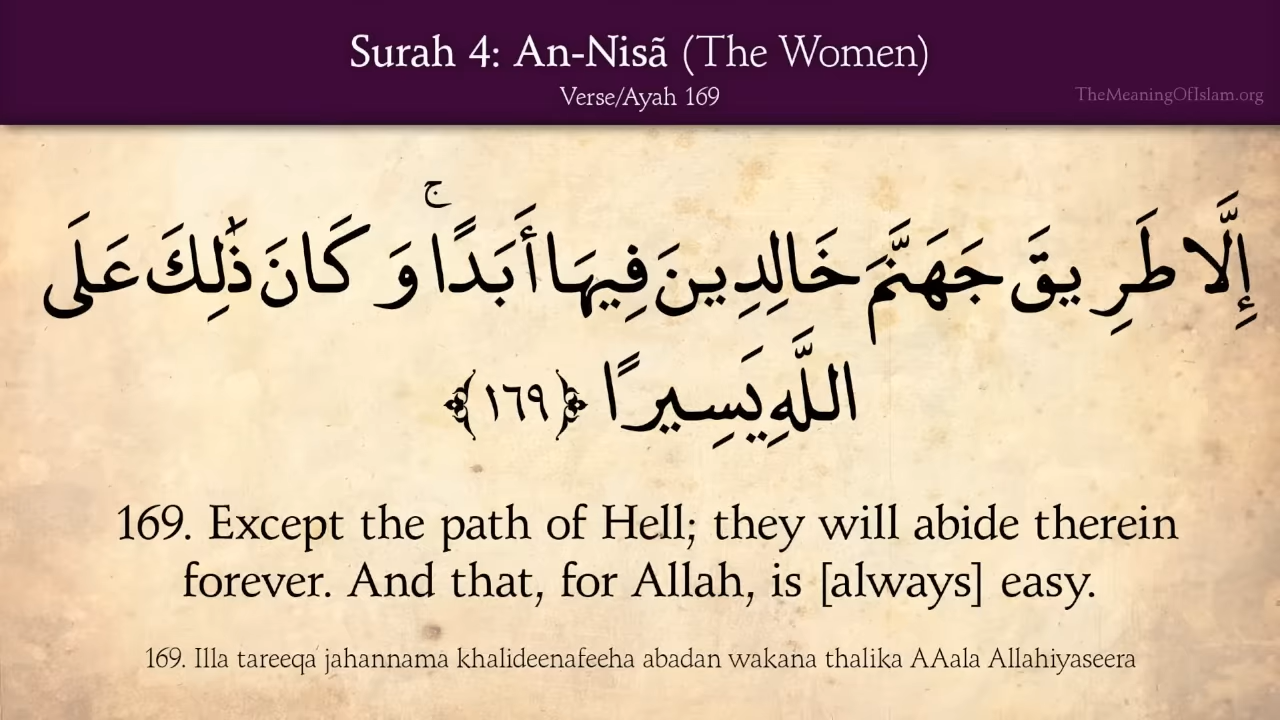 Surah 4: An-Nisã (The Women)
Verse/Ayah 169
TheMeaningOfIslam.org
إِلَّا طَرِيقَ جَهَنَّمَ خَالِدِينَ فِيهَا أَبَدًا ۚ وَكَانَ ذَٰلِكَ عَلَى
اللَّهِ يَسِيرًا ﴿١٦٩﴾
169. Except the path of Hell; they will abide therein
forever. And that, for Allah, is [always] easy.
169. Illa tareeqa jahannama khalideenafeeha abadan wakana thalika AAala Allahiyaseera